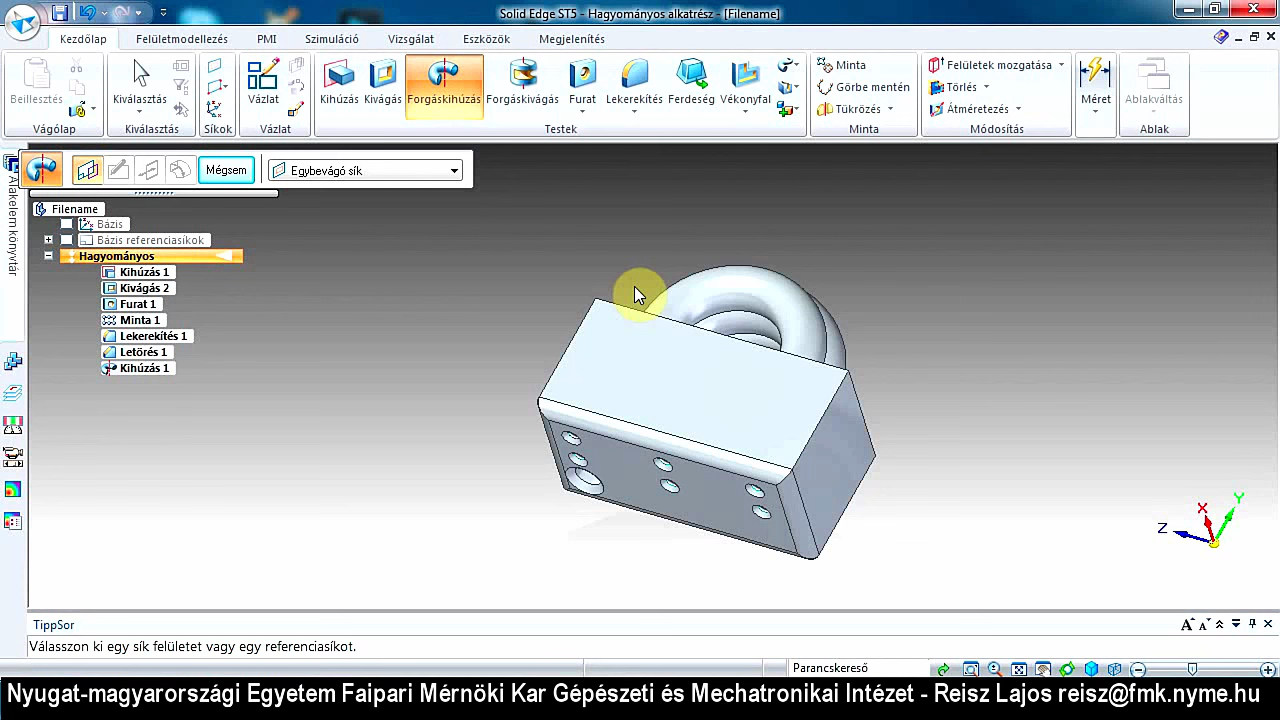 Solid Edge ST5 - Hagyományos alkatrész - [Filename]
Kezdőlap
Felületmodellezés
PMI
Szimuláció
Vizsgálat
Eszközök
Megjelenítés
Beillesztés
Vágólap
Kiválasztás
Kiválasztás
Síkok
Vázlat
Vázlat
Kihúzás
Kivágás
Forgáskihúzás
Forgáskivágás
Furat
Lekerekítés
Ferdeség
Vékonyfal
Testek
Minta
Görbe mentén
Tükrözés
Minta
Felületek mozgatása
Törlés
Átméretezés
Módosítás
Méret
Ablakváltás
Ablak
Mégsem
Egybevágó sík
Alakelem könyvtár
Filename
Bázis
Bázis referenciasíkok
Hagyományos
Kihúzás 1
Kivágás 2
Furat 1
Minta 1
Lekerekítés 1
Letörés 1
Kihúzás 1
X
Y
Z
TippSor
Válasszon ki egy sík felületet vagy egy referenciasíkot.
Parancskereső
Nyugat-magyarországi Egyetem Faipari Mérnöki Kar Gépészeti és Mechatronikai Intézet - Reisz Lajos reisz@fmk.nyme.hu